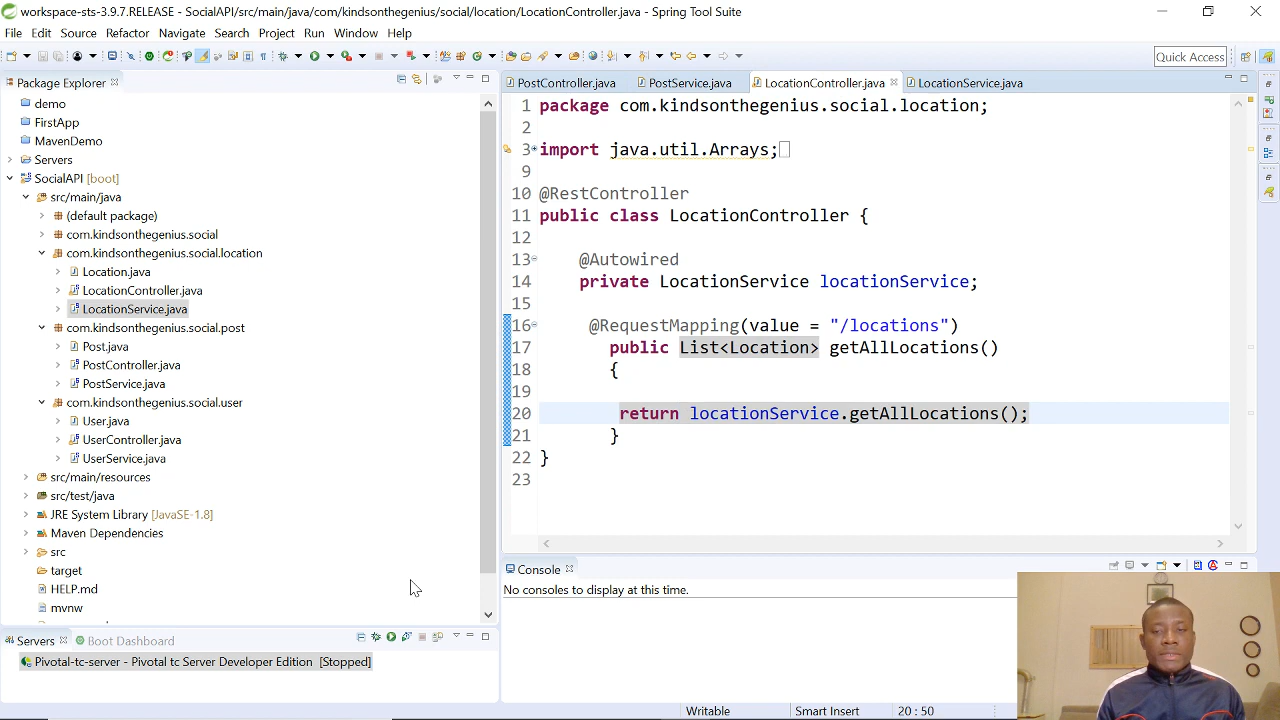 workspace-sts-3.9.7.RELEASE - SocialAPI/src/main/java/com/kindsonthegenius/social/location/LocationController.java - Spring Tool Suite
File Edit Source Refactor Navigate Search Project Run Window Help
Quick Access
Package Explorer
demo
FirstApp
MavenDemo
Servers
SocialAPI [boot]
src/main/java
(default package)
com.kindsonthegenius.social
com.kindsonthegenius.social.location
Location.java
LocationController.java
LocationService.java
com.kindsonthegenius.social.post
Post.java
PostController.java
PostService.java
com.kindsonthegenius.social.user
User.java
UserController.java
UserService.java
src/main/resources
src/test/java
JRE System Library [JavaSE-1.8]
Maven Dependencies
src
target
HELP.md
mvnw
Servers Boot Dashboard
Pivotal-tc-server - Pivotal tc Server Developer Edition [Stopped]
PostController.java PostService.java LocationController.java LocationService.java
1 package com.kindsonthegenius.social.location;
2
3 import java.util.Arrays;
9
10 @RestController
11 public class LocationController {
12
13 @Autowired
14 private LocationService locationService;
15
16 @RequestMapping(value = "/locations")
17 public List<Location> getAllLocations()
18 {
19
20 return locationService.getAllLocations();
21 }
22 }
23
Console
No consoles to display at this time.
Writable Smart Insert 20 : 50